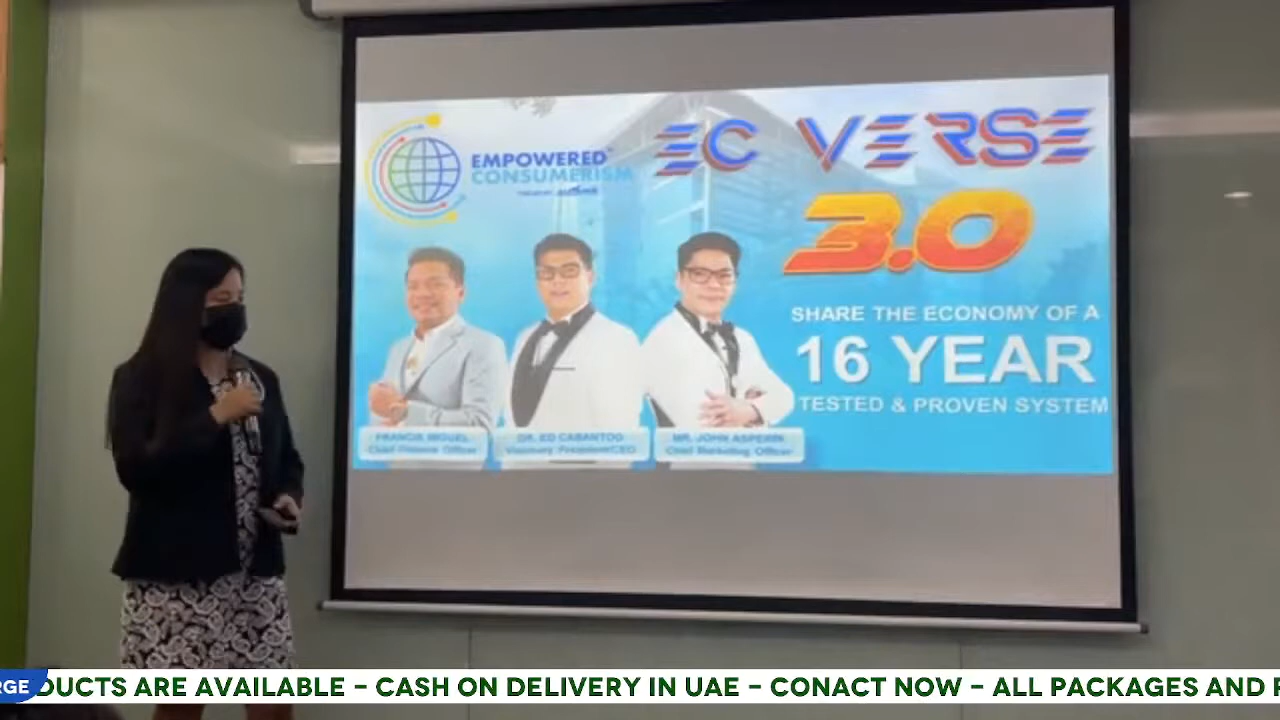 EMPOWERED
CONSUMERISM
EC VERSE
3.0
SHARE THE ECONOMY OF A
16 YEAR
TESTED & PROVEN SYSTEM
FRANCIS MIGUEL
Chief Finance Officer
DR. ED CABANTOG
Visionary President/CEO
MR. JOHN ASPERIN
Chief Marketing Officer
RGE
DUCTS ARE AVAILABLE - CASH ON DELIVERY IN UAE - CONACT NOW - ALL PACKAGES AND